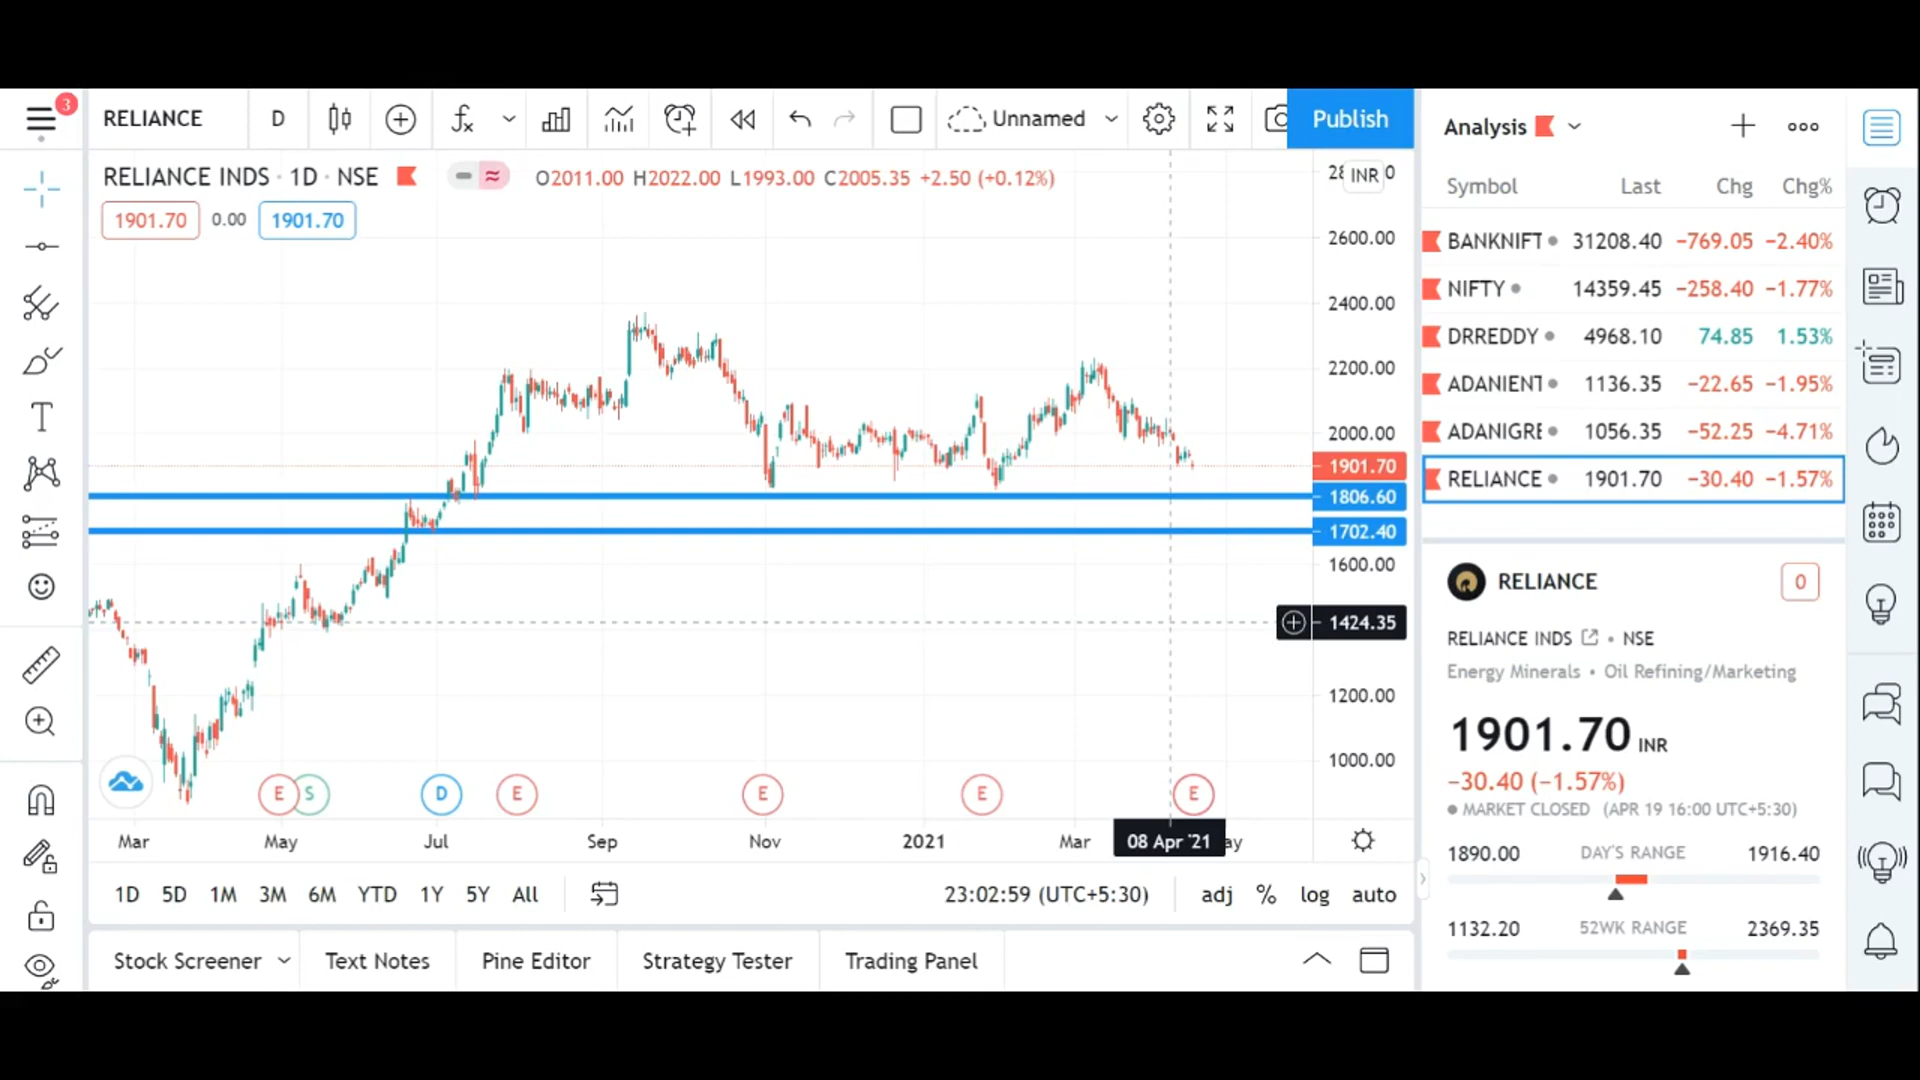 3
RELIANCE
D
Unnamed
Publish
RELIANCE INDS · 1D · NSE
O2011.00 H2022.00 L1993.00 C2005.35 +2.50 (+0.12%)
1901.70 0.00 1901.70
INR
2600.00
2400.00
2200.00
2000.00
1901.70
1806.60
1702.40
1600.00
1424.35
1200.00
1000.00
E S D E E E E
Mar May Jul Sep Nov 2021 Mar 08 Apr '21
1D 5D 1M 3M 6M YTD 1Y 5Y All
23:02:59 (UTC+5:30) adj % log auto
Stock Screener Text Notes Pine Editor Strategy Tester Trading Panel
Analysis
Symbol Last Chg Chg%
BANKNIFT 31208.40 −769.05 −2.40%
NIFTY 14359.45 −258.40 −1.77%
DRREDDY 4968.10 74.85 1.53%
ADANIENT 1136.35 −22.65 −1.95%
ADANIGRE 1056.35 −52.25 −4.71%
RELIANCE 1901.70 −30.40 −1.57%
RELIANCE 0
RELIANCE INDS • NSE
Energy Minerals • Oil Refining/Marketing
1901.70 INR
−30.40 (−1.57%)
MARKET CLOSED (APR 19 16:00 UTC+5:30)
1890.00 DAY'S RANGE 1916.40
1132.20 52WK RANGE 2369.35